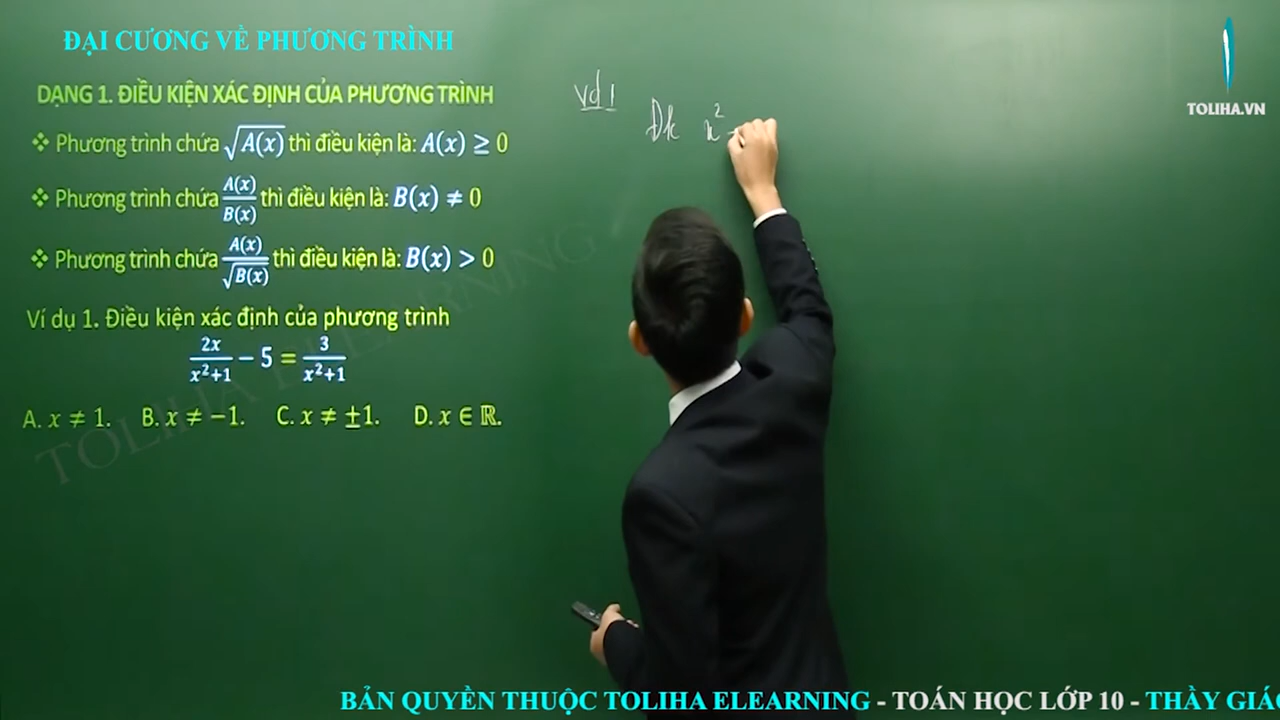 ĐẠI CƯƠNG VỀ PHƯƠNG TRÌNH
TOLIHA.VN
DẠNG 1. ĐIỀU KIỆN XÁC ĐỊNH CỦA PHƯƠNG TRÌNH
❖ Phương trình chứa √A(x) thì điều kiện là: A(x) ≥ 0
❖ Phương trình chứa A(x)/B(x) thì điều kiện là: B(x) ≠ 0
❖ Phương trình chứa A(x)/√B(x) thì điều kiện là: B(x) > 0
Ví dụ 1. Điều kiện xác định của phương trình
2x/(x²+1) − 5 = 3/(x²+1)
A. x ≠ 1. B. x ≠ −1. C. x ≠ ±1. D. x ∈ ℝ.
vd1
Đk x²
TOLIHA ELEARNING
BẢN QUYỀN THUỘC TOLIHA ELEARNING - TOÁN HỌC LỚP 10 - THẦY GIÁO